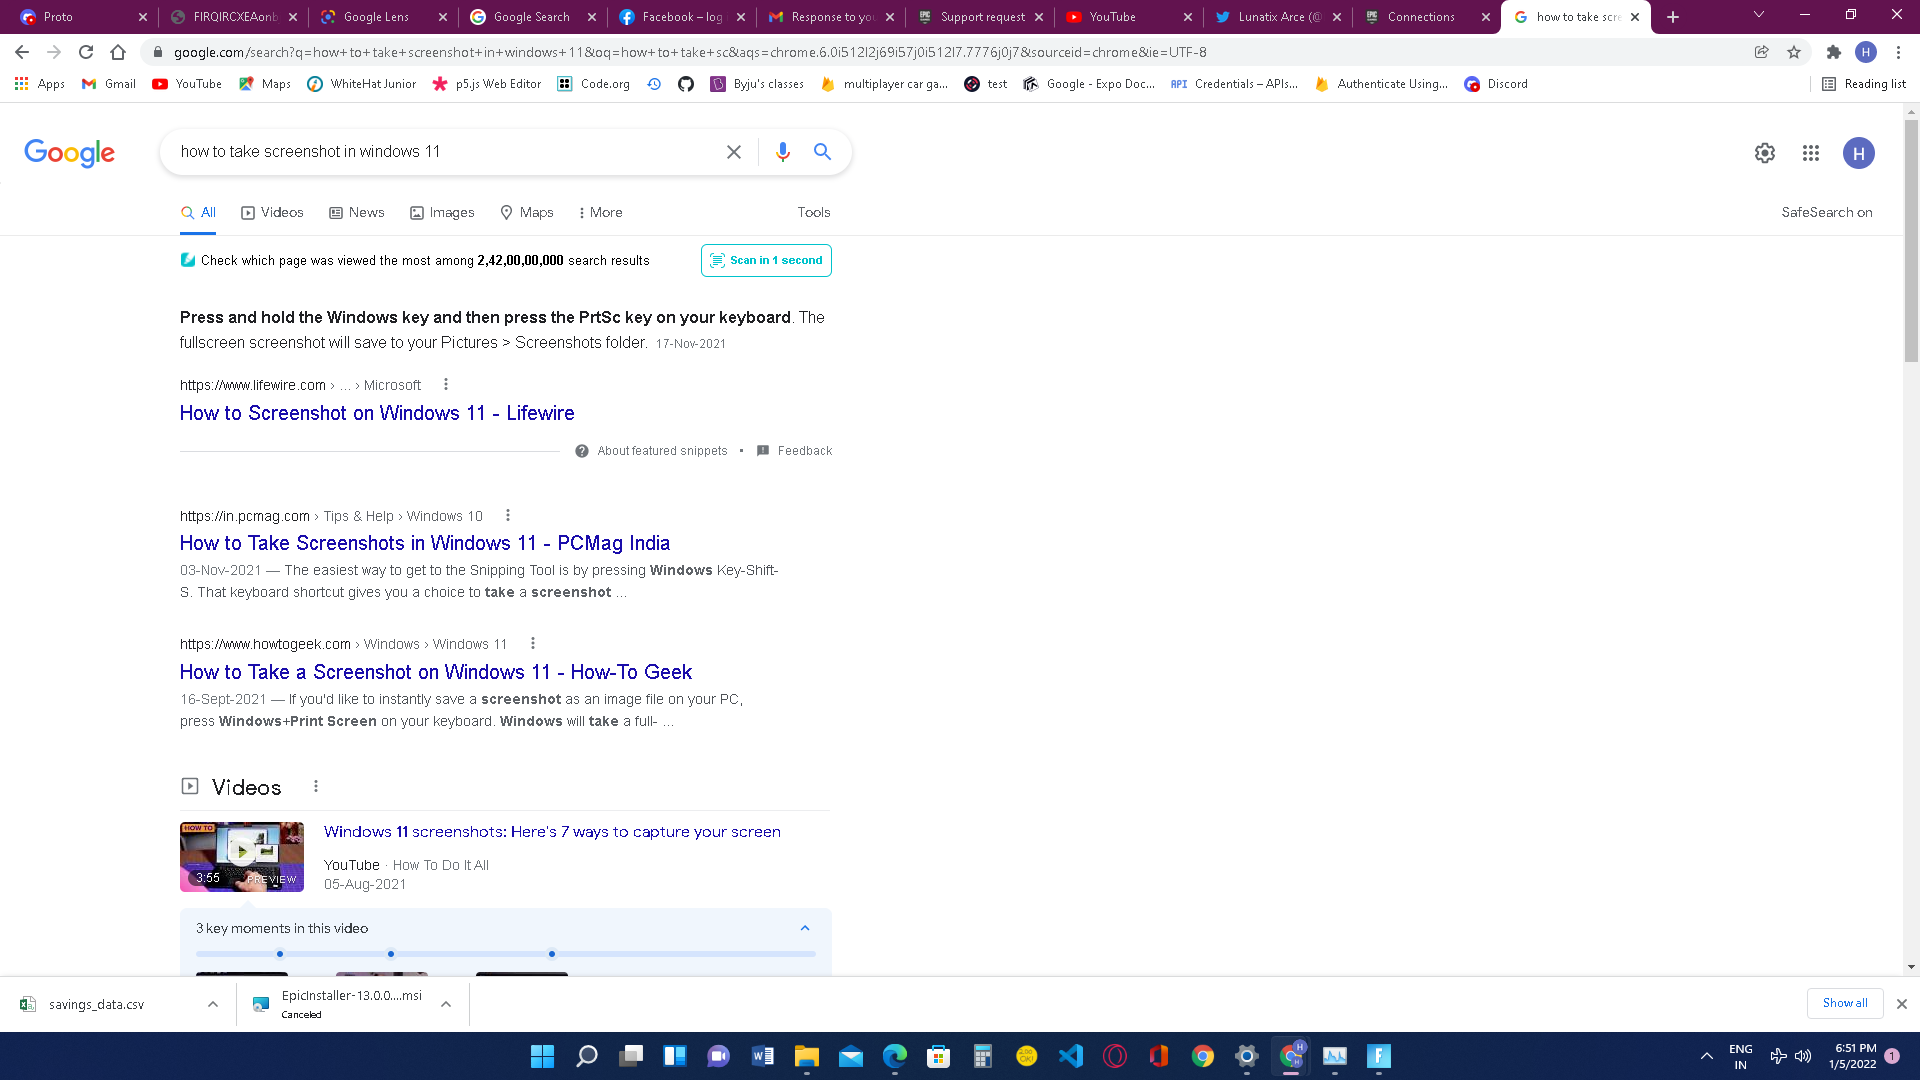 Proto
FIRQIRCXEAonb
Google Lens
Google Search
Facebook – log
Response to you
Support request
YouTube
Lunatix Arce (@
Connections
how to take scre
google.com/search?q=how+to+take+screenshot+in+windows+11&oq=how+to+take+sc&aqs=chrome.6.0i512l2j69i57j0i512l7.7776j0j7&sourceid=chrome&ie=UTF-8
H
Apps
Gmail
YouTube
Maps
WhiteHat Junior
p5.js Web Editor
Code.org
Byju's classes
multiplayer car ga...
test
Google - Expo Doc...
API Credentials – APIs...
Authenticate Using...
Discord
Reading list
Google
how to take screenshot in windows 11
H
All
Videos
News
Images
Maps
More
Tools
SafeSearch on
Check which page was viewed the most among 2,42,00,00,000 search results
Scan in 1 second
Press and hold the Windows key and then press the PrtSc key on your keyboard. The
fullscreen screenshot will save to your Pictures > Screenshots folder. 17-Nov-2021
https://www.lifewire.com › ... › Microsoft
How to Screenshot on Windows 11 - Lifewire
About featured snippets • Feedback
https://in.pcmag.com › Tips & Help › Windows 10
How to Take Screenshots in Windows 11 - PCMag India
03-Nov-2021 — The easiest way to get to the Snipping Tool is by pressing Windows Key-Shift-
S. That keyboard shortcut gives you a choice to take a screenshot ...
https://www.howtogeek.com › Windows › Windows 11
How to Take a Screenshot on Windows 11 - How-To Geek
16-Sept-2021 — If you'd like to instantly save a screenshot as an image file on your PC,
press Windows+Print Screen on your keyboard. Windows will take a full- ...
Videos
HOW TO
3:55
PREVIEW
Windows 11 screenshots: Here's 7 ways to capture your screen
YouTube · How To Do It All
05-Aug-2021
3 key moments in this video
savings_data.csv
EpicInstaller-13.0.0....msi
Canceled
Show all
ENG
IN
6:51 PM
1/5/2022
1